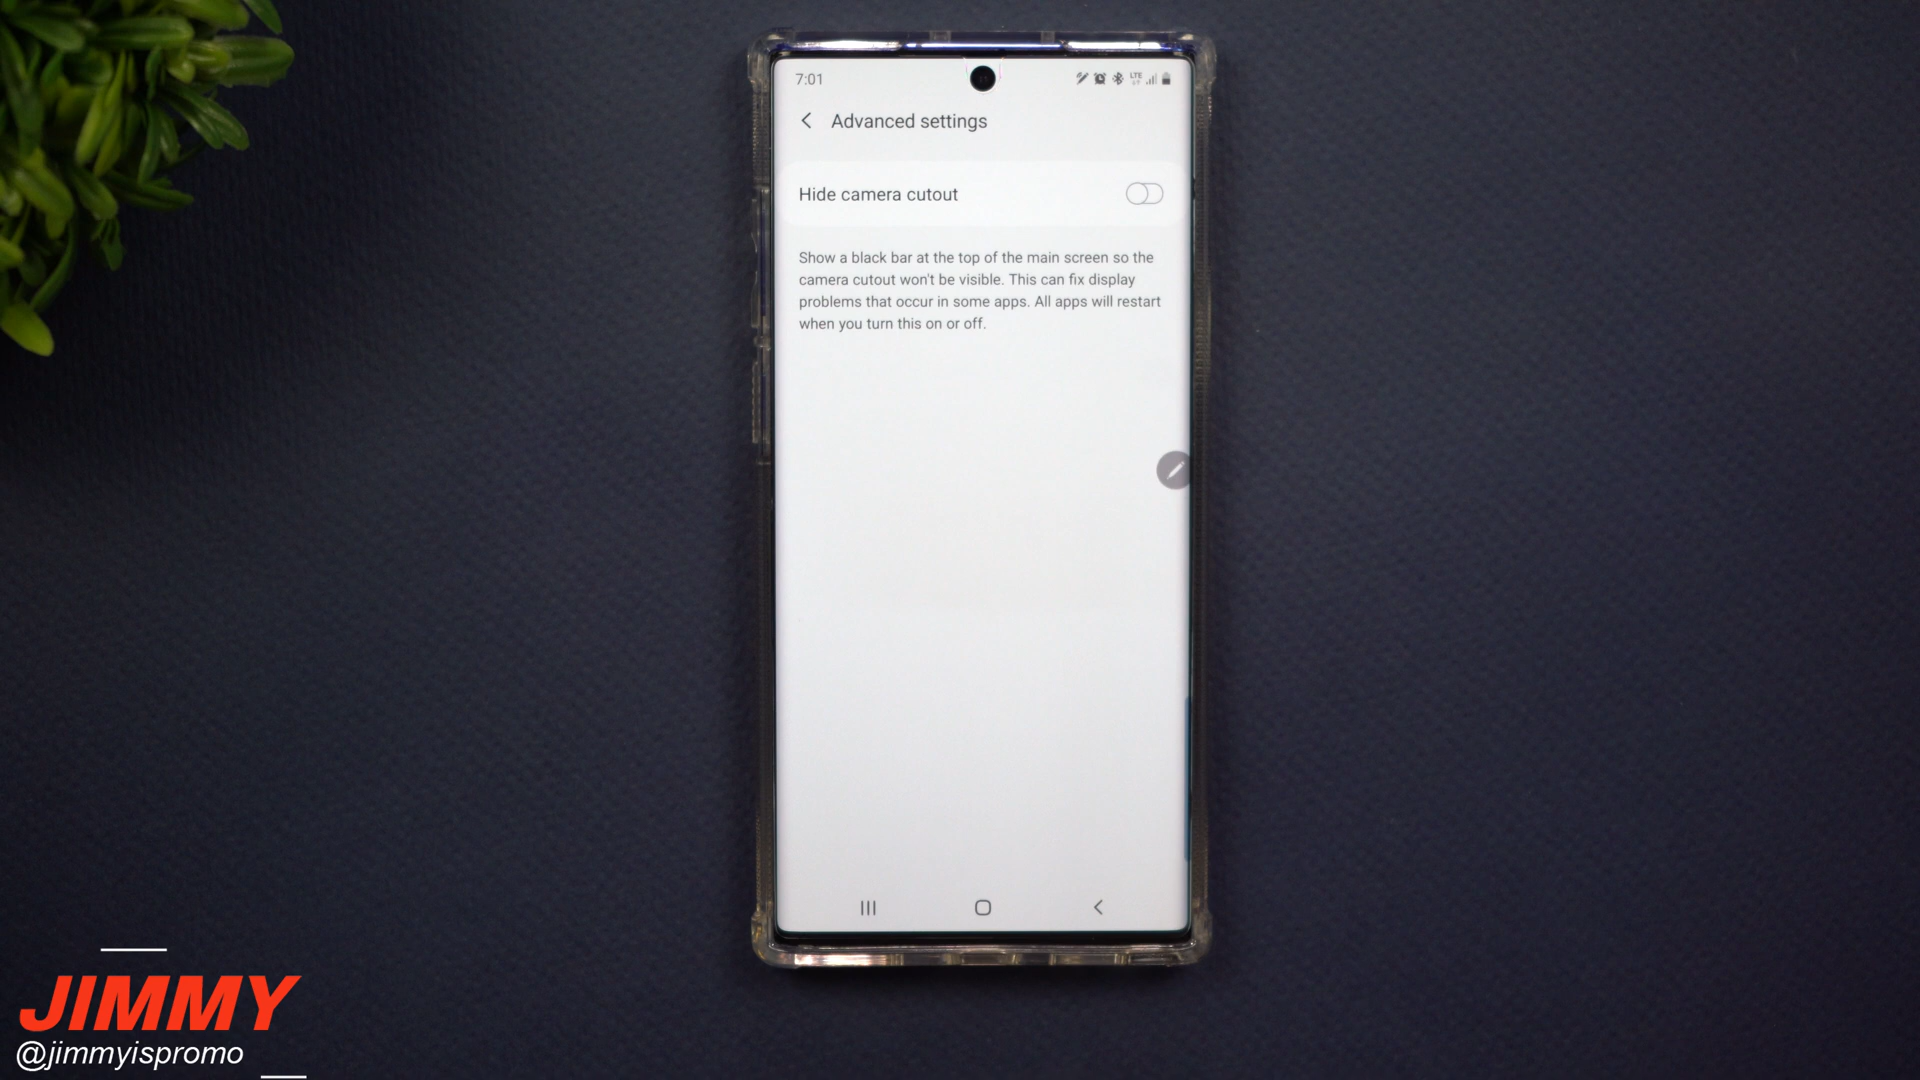 7:01
LTE
Advanced settings
Hide camera cutout
Show a black bar at the top of the main screen so the
camera cutout won't be visible. This can fix display
problems that occur in some apps. All apps will restart
when you turn this on or off.
JIMMY
@jimmyispromo